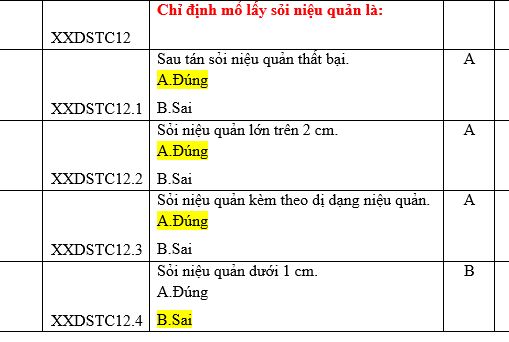 Chỉ định mổ lấy sỏi niệu quản là:
XXDSTC12
Sau tán sỏi niệu quản thất bại.
A
A.Đúng
XXDSTC12.1
B.Sai
Sỏi niệu quản lớn trên 2 cm.
A
A.Đúng
XXDSTC12.2
B.Sai
Sỏi niệu quản kèm theo dị dạng niệu quản.
A
A.Đúng
XXDSTC12.3
B.Sai
Sỏi niệu quản dưới 1 cm.
B
A.Đúng
XXDSTC12.4
B.Sai